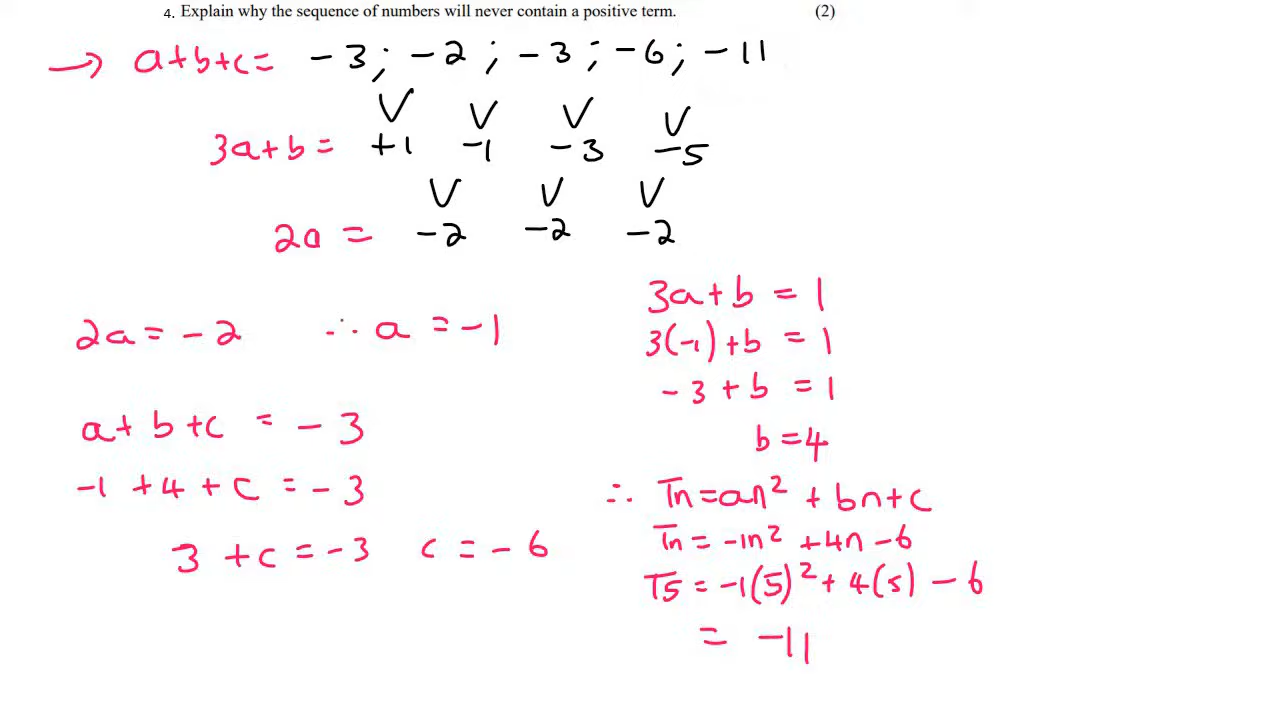 4. Explain why the sequence of numbers will never contain a positive term. (2)
→ a+b+c = -3; -2; -3; -6; -11
V V V V
3a+b = +1 -1 -3 -5
V V V
2a = -2 -2 -2
2a = -2 ∴ a = -1
a+b+c = -3
-1+4+c = -3
3+c = -3 c = -6
3a+b = 1
3(-1)+b = 1
-3+b = 1
b = 4
∴ Tn = an² + bn + c
Tn = -1n² + 4n - 6
T5 = -1(5)² + 4(5) - 6
= -11